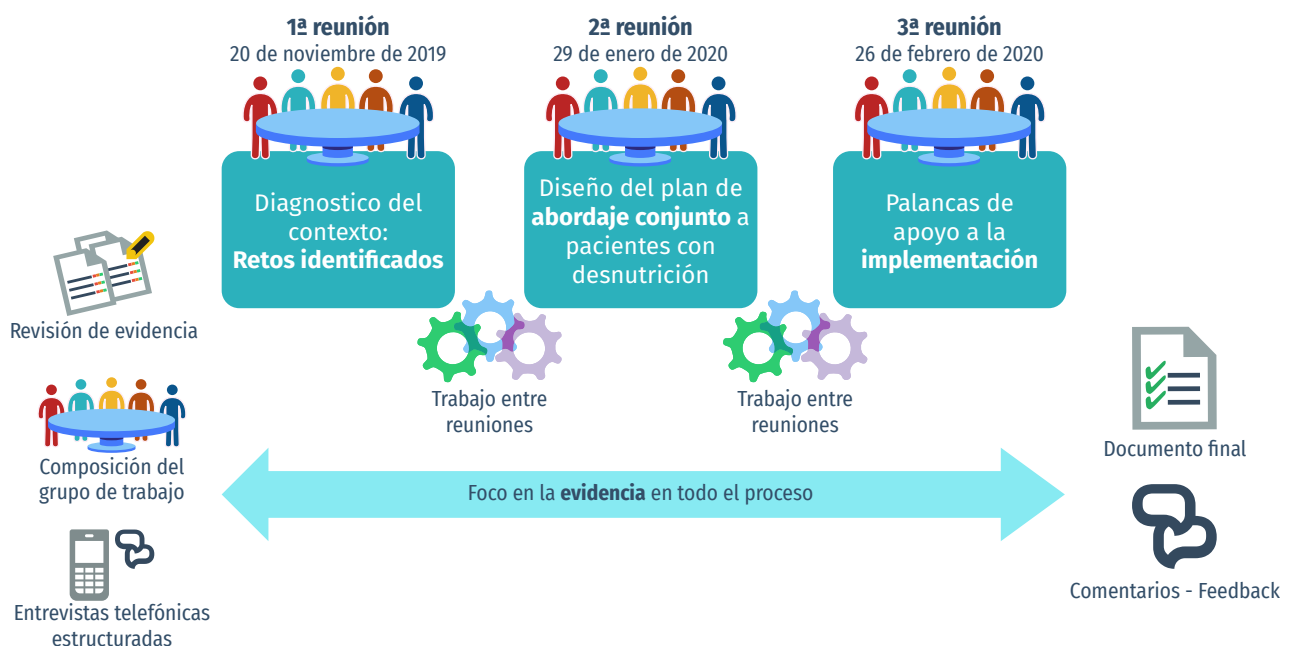 1ª reunión
20 de noviembre de 2019
2ª reunión
29 de enero de 2020
3ª reunión
26 de febrero de 2020
Diagnostico del
contexto:
Retos identificados
Diseño del plan de
abordaje conjunto a
pacientes con
desnutrición
Palancas de
apoyo a la
implementación
Revisión de evidencia
Composición del
grupo de trabajo
Entrevistas telefónicas
estructuradas
Trabajo entre
reuniones
Trabajo entre
reuniones
Foco en la evidencia en todo el proceso
Documento final
Comentarios - Feedback